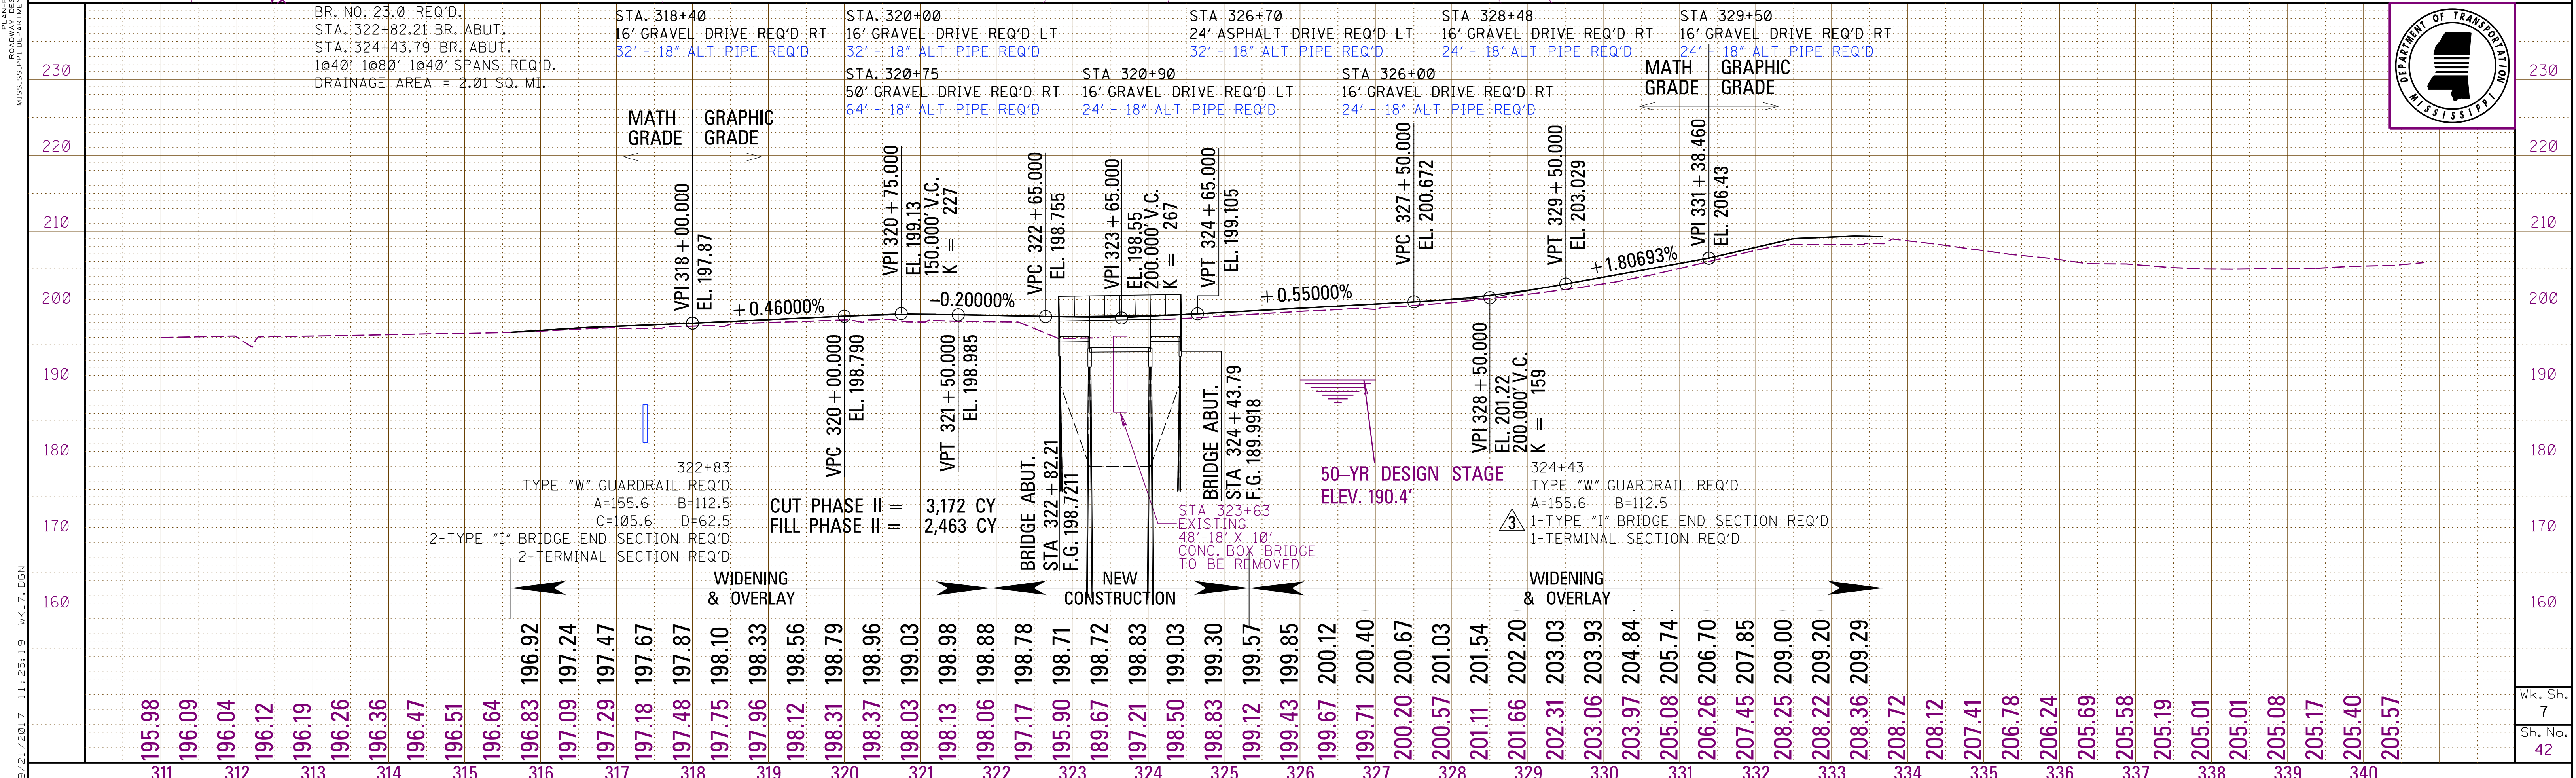 PLAN-P
ROADWAY DES
MISSISSIPPI DEPARTMENT
BR. NO. 23.0 REQ'D.
STA. 322+82.21 BR. ABUT.
STA. 324+43.79 BR. ABUT.
1@40'-1@80'-1@40' SPANS REQ'D.
DRAINAGE AREA = 2.01 SQ. MI.
STA. 318+40
16' GRAVEL DRIVE REQ'D RT
32' - 18" ALT PIPE REQ'D
STA. 320+00
16' GRAVEL DRIVE REQ'D LT
32' - 18" ALT PIPE REQ'D
STA. 320+75
50' GRAVEL DRIVE REQ'D RT
64' - 18" ALT PIPE REQ'D
STA 320+90
16' GRAVEL DRIVE REQ'D LT
24' - 18" ALT PIPE REQ'D
STA 326+70
24' ASPHALT DRIVE REQ'D LT
32' - 18" ALT PIPE REQ'D
STA 326+00
16' GRAVEL DRIVE REQ'D RT
24' - 18" ALT PIPE REQ'D
STA 328+48
16' GRAVEL DRIVE REQ'D RT
24' - 18' ALT PIPE REQ'D
STA 329+50
16' GRAVEL DRIVE REQ'D RT
24' - 18" ALT PIPE REQ'D
MATH GRADE
GRAPHIC GRADE
MATH GRADE
GRAPHIC GRADE
DEPARTMENT OF TRANSPORTATION
MISSISSIPPI
230
220
210
200
190
180
170
160
230
220
210
200
190
180
170
160
VPI 318 + 00.000
EL. 197.87
+0.46000%
VPC 320 + 00.000
EL. 198.790
VPI 320 + 75.000
EL. 199.13
150.000' V.C.
K = 227
VPT 321 + 50.000
EL. 198.985
-0.20000%
VPC 322 + 65.000
EL. 198.755
VPI 323 + 65.000
EL. 198.55
200.000' V.C.
K = 267
VPT 324 + 65.000
EL. 199.105
+0.55000%
VPC 327 + 50.000
EL. 200.672
VPI 328 + 50.000
EL. 201.22
200.000' V.C.
K = 159
VPT 329 + 50.000
EL. 203.029
+1.80693%
VPI 331 + 38.460
EL. 206.43
322+83
TYPE "W" GUARDRAIL REQ'D
A=155.6 B=112.5
C=105.6 D=62.5
2-TYPE "I" BRIDGE END SECTION REQ'D
2-TERMINAL SECTION REQ'D
CUT PHASE II = 3,172 CY
FILL PHASE II = 2,463 CY
BRIDGE ABUT.
STA 322 + 82.21
F.G. 198.7211
BRIDGE ABUT.
STA 324 + 43.79
F.G. 189.9918
STA 323+63
EXISTING
48'-18' X 10'
CONC. BOX BRIDGE
TO BE REMOVED
50-YR DESIGN STAGE
ELEV. 190.4'
324+43
TYPE "W" GUARDRAIL REQ'D
A=155.6 B=112.5
3
1-TYPE "I" BRIDGE END SECTION REQ'D
1-TERMINAL SECTION REQ'D
WIDENING
& OVERLAY
NEW
CONSTRUCTION
WIDENING
& OVERLAY
196.92 197.24 197.47 197.67 197.87 198.10 198.33 198.56 198.79 198.96 199.03 198.98 198.88 198.78 198.71 198.72 198.83 199.03 199.30 199.57 199.85 200.12 200.40 200.67 201.03 201.54 202.20 203.03 203.93 204.84 205.74 206.70 207.85 209.00 209.20 209.29
195.98 196.09 196.04 196.12 196.19 196.26 196.36 196.47 196.51 196.64 196.83 197.09 197.29 197.18 197.48 197.75 197.96 198.12 198.31 198.37 198.03 198.13 198.06 197.17 195.90 189.67 197.21 198.50 198.83 199.12 199.43 199.67 199.71 200.20 200.57 201.11 201.66 202.31 203.06 203.97 205.08 206.26 207.45 208.25 208.22 208.36 208.72 208.12 207.41 206.78 206.24 205.69 205.58 205.19 205.01 205.01 205.08 205.17 205.40 205.57
311 312 313 314 315 316 317 318 319 320 321 322 323 324 325 326 327 328 329 330 331 332 333 334 335 336 337 338 339 340
Wk. Sh.
7
Sh. No.
42
9/21/2017 11:25:19 WK_7.DGN